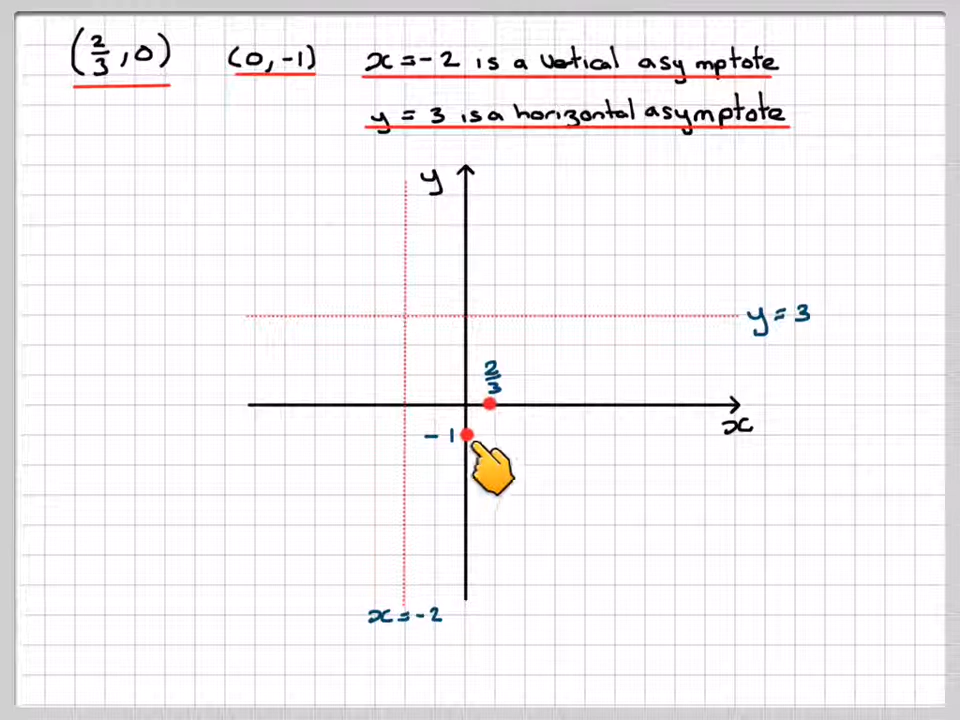 (2/3, 0) (0, -1) x = -2 is a vertical asymptote
y = 3 is a horizontal asymptote
y
y = 3
2/3
x
-1
x = -2